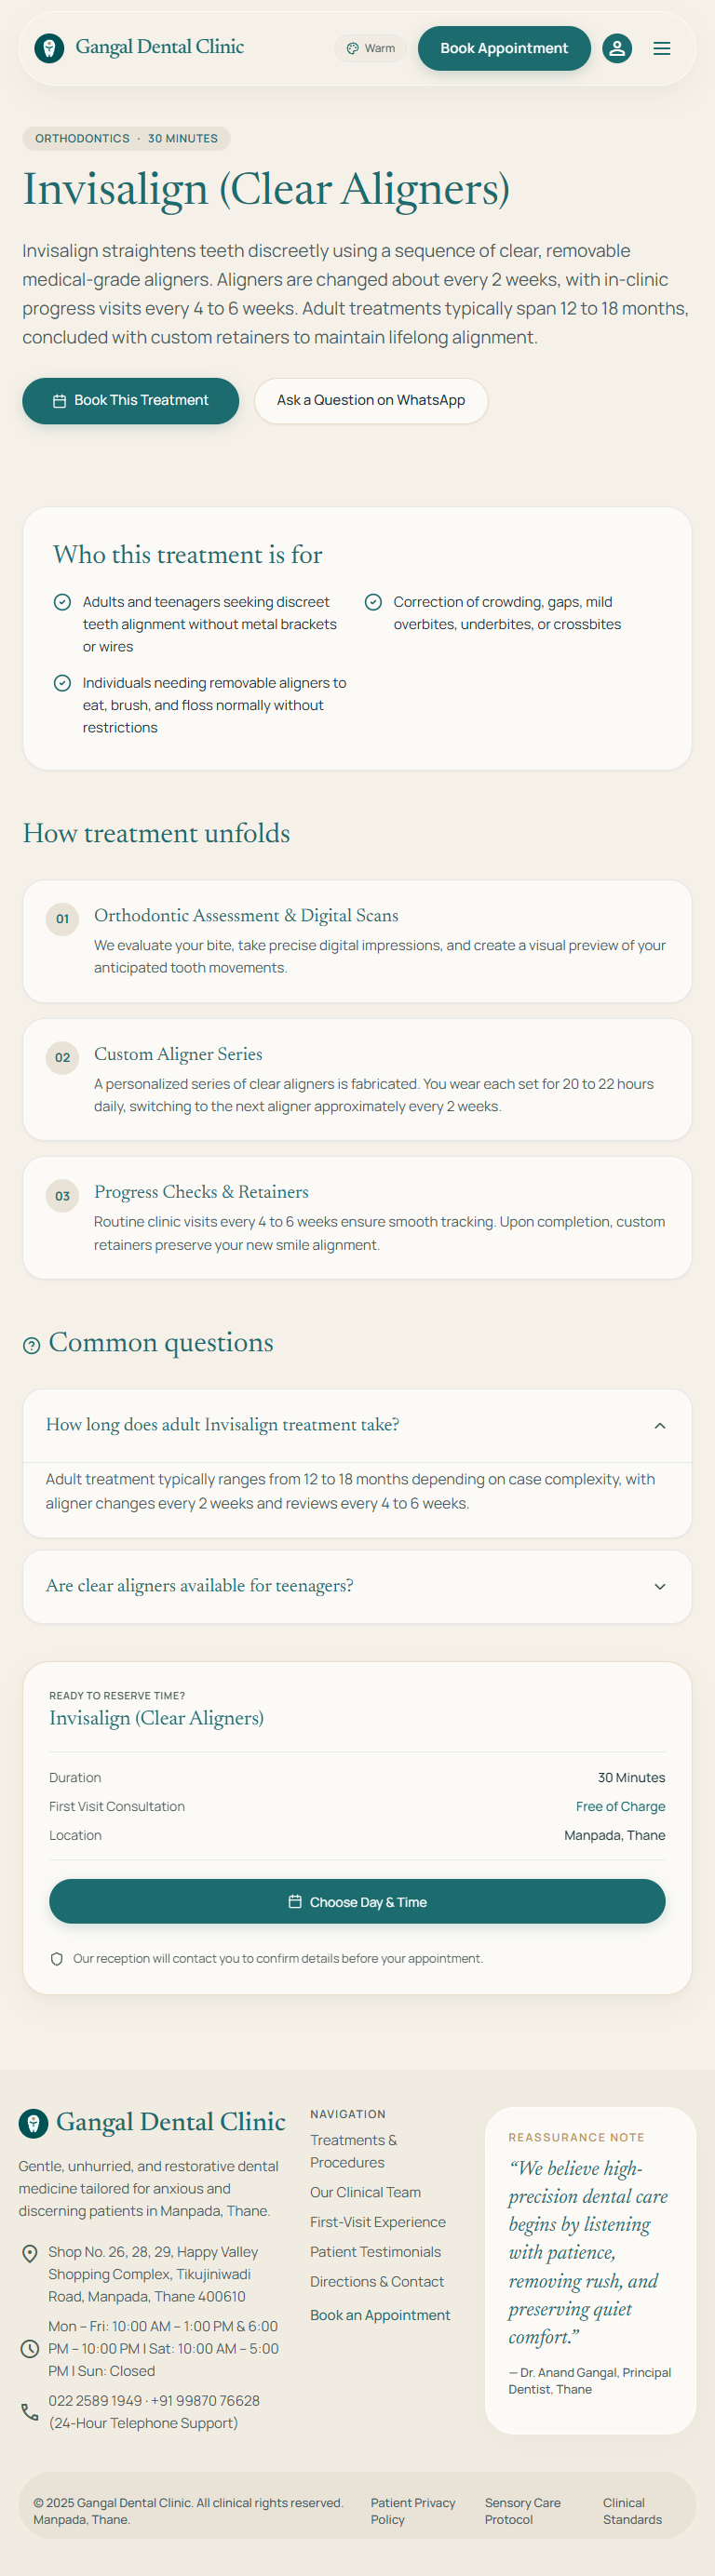 Gangal Dental Clinic
Warm
Book Appointment
ORTHODONTICS · 30 MINUTES
Invisalign (Clear Aligners)
Invisalign straightens teeth discreetly using a sequence of clear, removable
medical-grade aligners. Aligners are changed about every 2 weeks, with in-clinic
progress visits every 4 to 6 weeks. Adult treatments typically span 12 to 18 months,
concluded with custom retainers to maintain lifelong alignment.
Book This Treatment
Ask a Question on WhatsApp
Who this treatment is for
Adults and teenagers seeking discreet
teeth alignment without metal brackets
or wires
Correction of crowding, gaps, mild
overbites, underbites, or crossbites
Individuals needing removable aligners to
eat, brush, and floss normally without
restrictions
How treatment unfolds
01
Orthodontic Assessment & Digital Scans
We evaluate your bite, take precise digital impressions, and create a visual preview of your
anticipated tooth movements.
02
Custom Aligner Series
A personalized series of clear aligners is fabricated. You wear each set for 20 to 22 hours
daily, switching to the next aligner approximately every 2 weeks.
03
Progress Checks & Retainers
Routine clinic visits every 4 to 6 weeks ensure smooth tracking. Upon completion, custom
retainers preserve your new smile alignment.
Common questions
How long does adult Invisalign treatment take?
Adult treatment typically ranges from 12 to 18 months depending on case complexity, with
aligner changes every 2 weeks and reviews every 4 to 6 weeks.
Are clear aligners available for teenagers?
READY TO RESERVE TIME?
Invisalign (Clear Aligners)
Duration
30 Minutes
First Visit Consultation
Free of Charge
Location
Manpada, Thane
Choose Day & Time
Our reception will contact you to confirm details before your appointment.
Gangal Dental Clinic
Gentle, unhurried, and restorative dental
medicine tailored for anxious and
discerning patients in Manpada, Thane.
Shop No. 26, 28, 29, Happy Valley
Shopping Complex, Tikujiniwadi
Road, Manpada, Thane 400610
Mon – Fri: 10:00 AM – 1:00 PM & 6:00
PM – 10:00 PM | Sat: 10:00 AM – 5:00
PM | Sun: Closed
022 2589 1949 · +91 99870 76628
(24-Hour Telephone Support)
NAVIGATION
Treatments &
Procedures
Our Clinical Team
First-Visit Experience
Patient Testimonials
Directions & Contact
Book an Appointment
REASSURANCE NOTE
“We believe high-
precision dental care
begins by listening
with patience,
removing rush, and
preserving quiet
comfort.”
— Dr. Anand Gangal, Principal
Dentist, Thane
© 2025 Gangal Dental Clinic. All clinical rights reserved.
Manpada, Thane.
Patient Privacy
Policy
Sensory Care
Protocol
Clinical
Standards